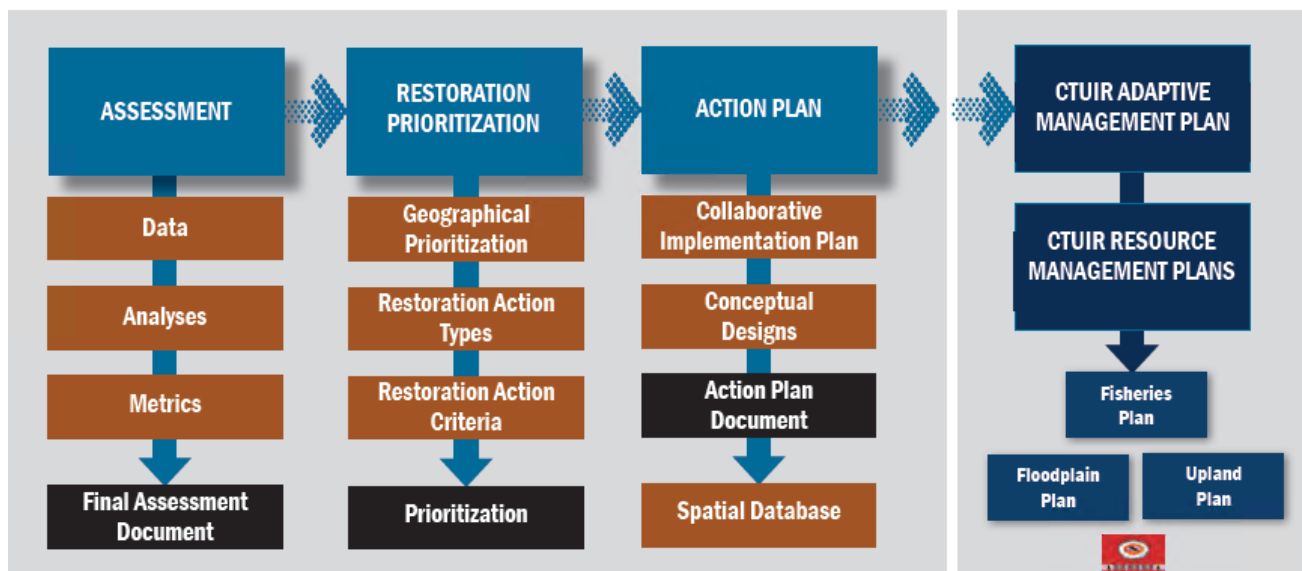 ASSESSMENT
Data
Analyses
Metrics
Final Assessment
Document
RESTORATION
PRIORITIZATION
Geographical
Prioritization
Restoration Action
Types
Restoration Action
Criteria
Prioritization
ACTION PLAN
Collaborative
Implementation Plan
Conceptual
Designs
Action Plan
Document
Spatial Database
CTUIR ADAPTIVE
MANAGEMENT PLAN
CTUIR RESOURCE
MANAGEMENT PLANS
Fisheries
Plan
Floodplain
Plan
Upland
Plan